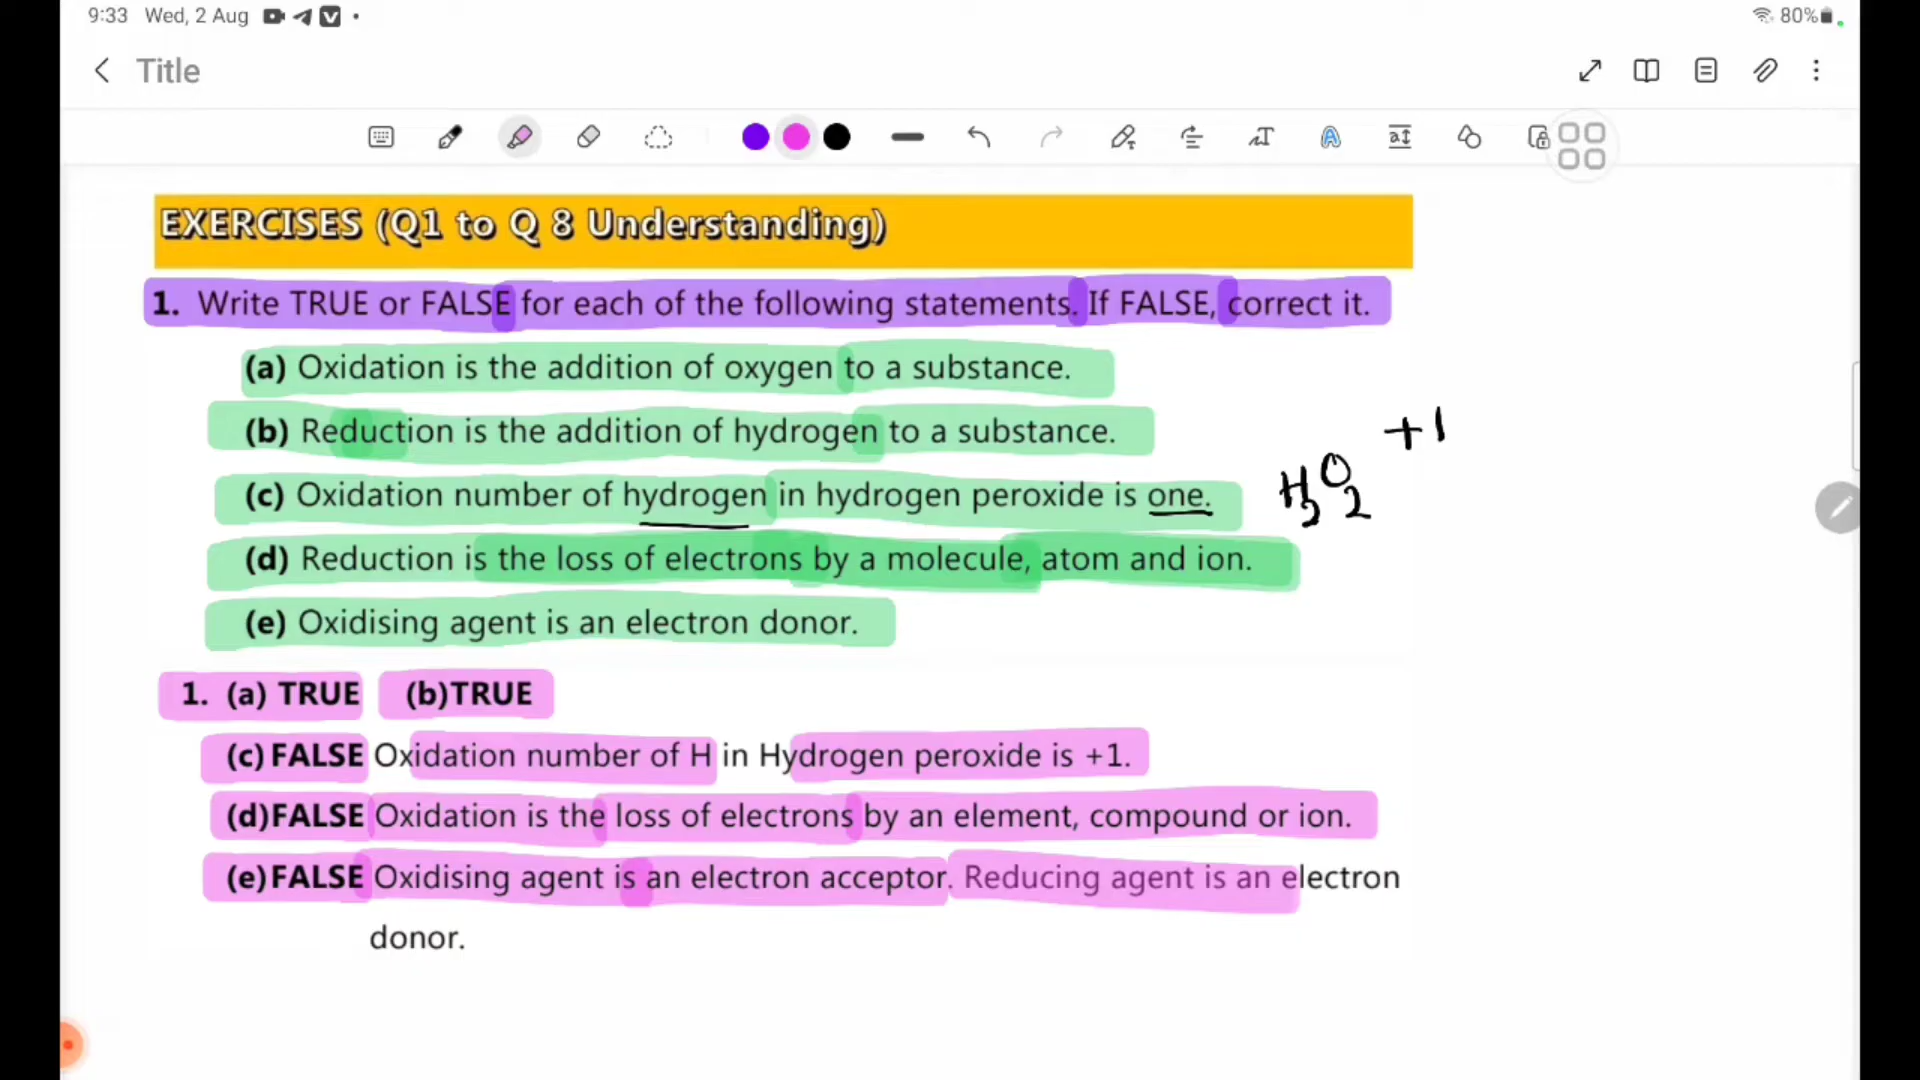 9:33 Wed, 2 Aug
80%
Title
EXERCISES (Q1 to Q 8 Understanding)
1. Write TRUE or FALSE for each of the following statements. If FALSE, correct it.
(a) Oxidation is the addition of oxygen to a substance.
(b) Reduction is the addition of hydrogen to a substance.
(c) Oxidation number of hydrogen in hydrogen peroxide is one.
H2O2 +1
(d) Reduction is the loss of electrons by a molecule, atom and ion.
(e) Oxidising agent is an electron donor.
1. (a) TRUE (b)TRUE
(c) FALSE Oxidation number of H in Hydrogen peroxide is +1.
(d)FALSE Oxidation is the loss of electrons by an element, compound or ion.
(e)FALSE Oxidising agent is an electron acceptor. Reducing agent is an electron
donor.